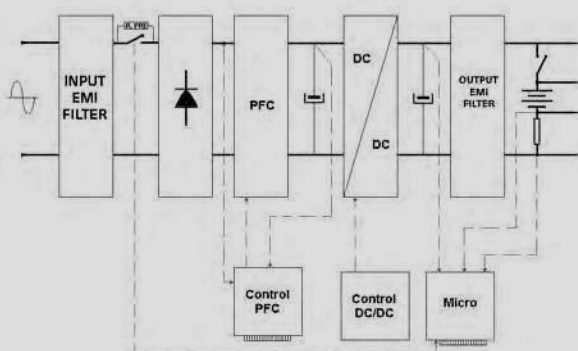 INPUT
EMI
FILTER
PFC
DC
DC
OUTPUT
EMI
FILTER
Control
PFC
Control
DC/DC
Micro